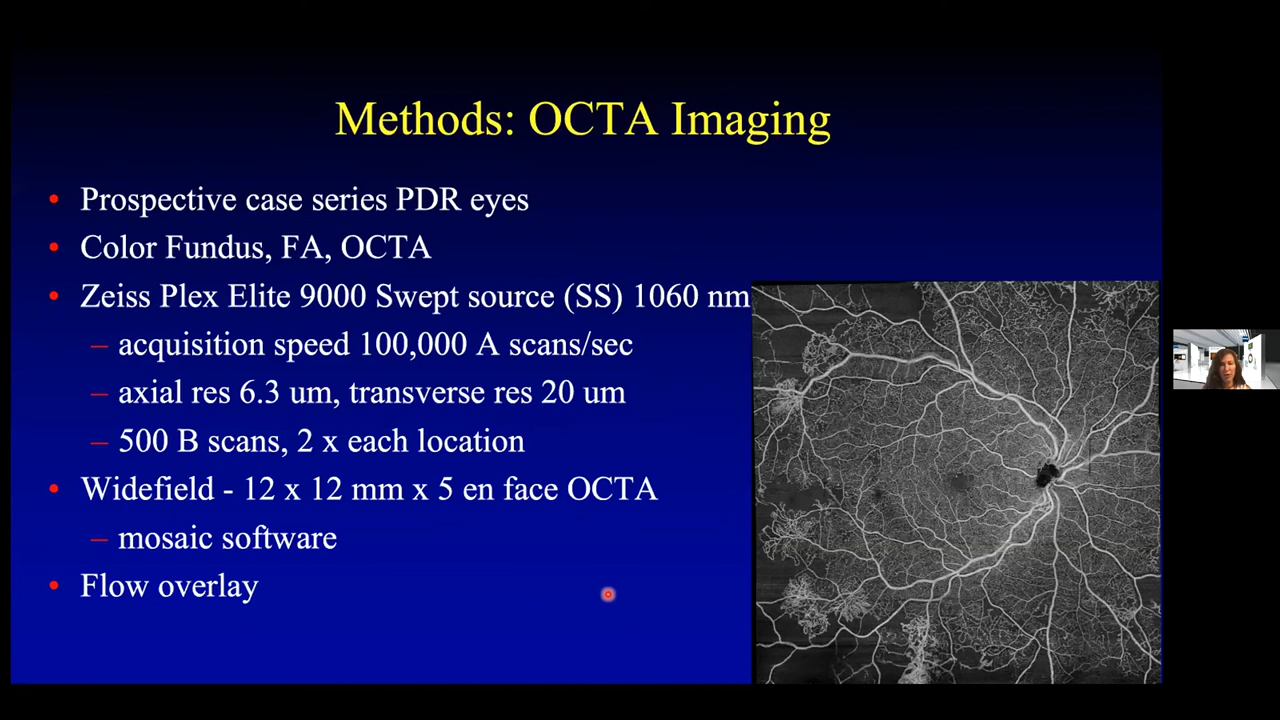 Methods: OCTA Imaging
• Prospective case series PDR eyes
• Color Fundus, FA, OCTA
• Zeiss Plex Elite 9000 Swept source (SS) 1060 nm
– acquisition speed 100,000 A scans/sec
– axial res 6.3 um, transverse res 20 um
– 500 B scans, 2 x each location
• Widefield - 12 x 12 mm x 5 en face OCTA
– mosaic software
• Flow overlay